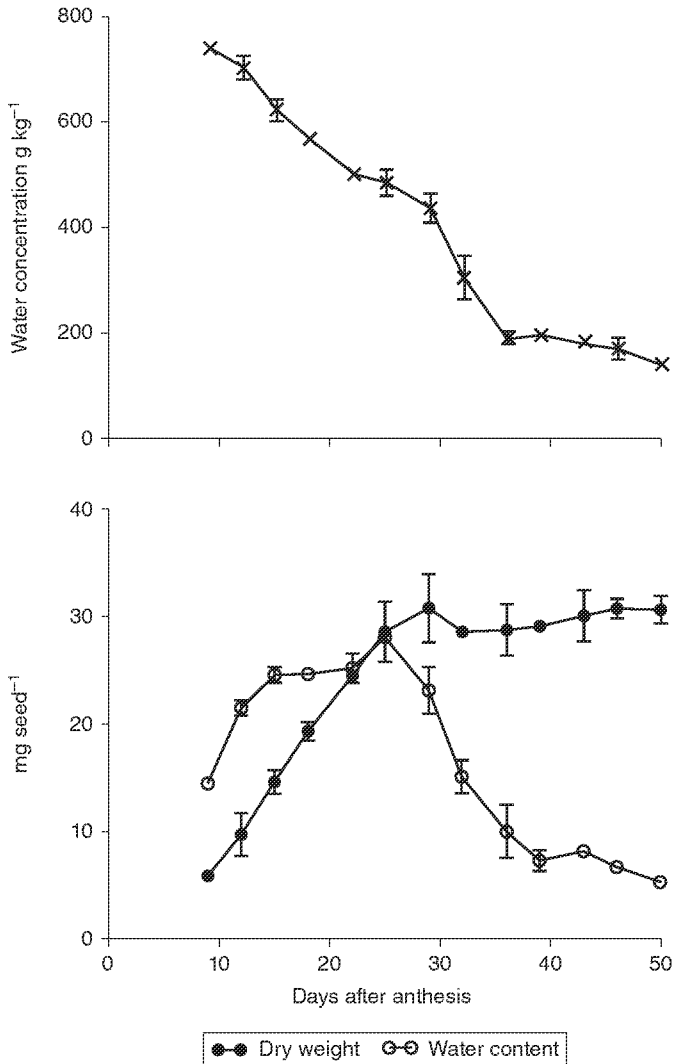 800
600
400
200
0
Water concentration g kg⁻¹
40
30
20
10
0
mg seed⁻¹
0 10 20 30 40 50
Days after anthesis
Dry weight Water content